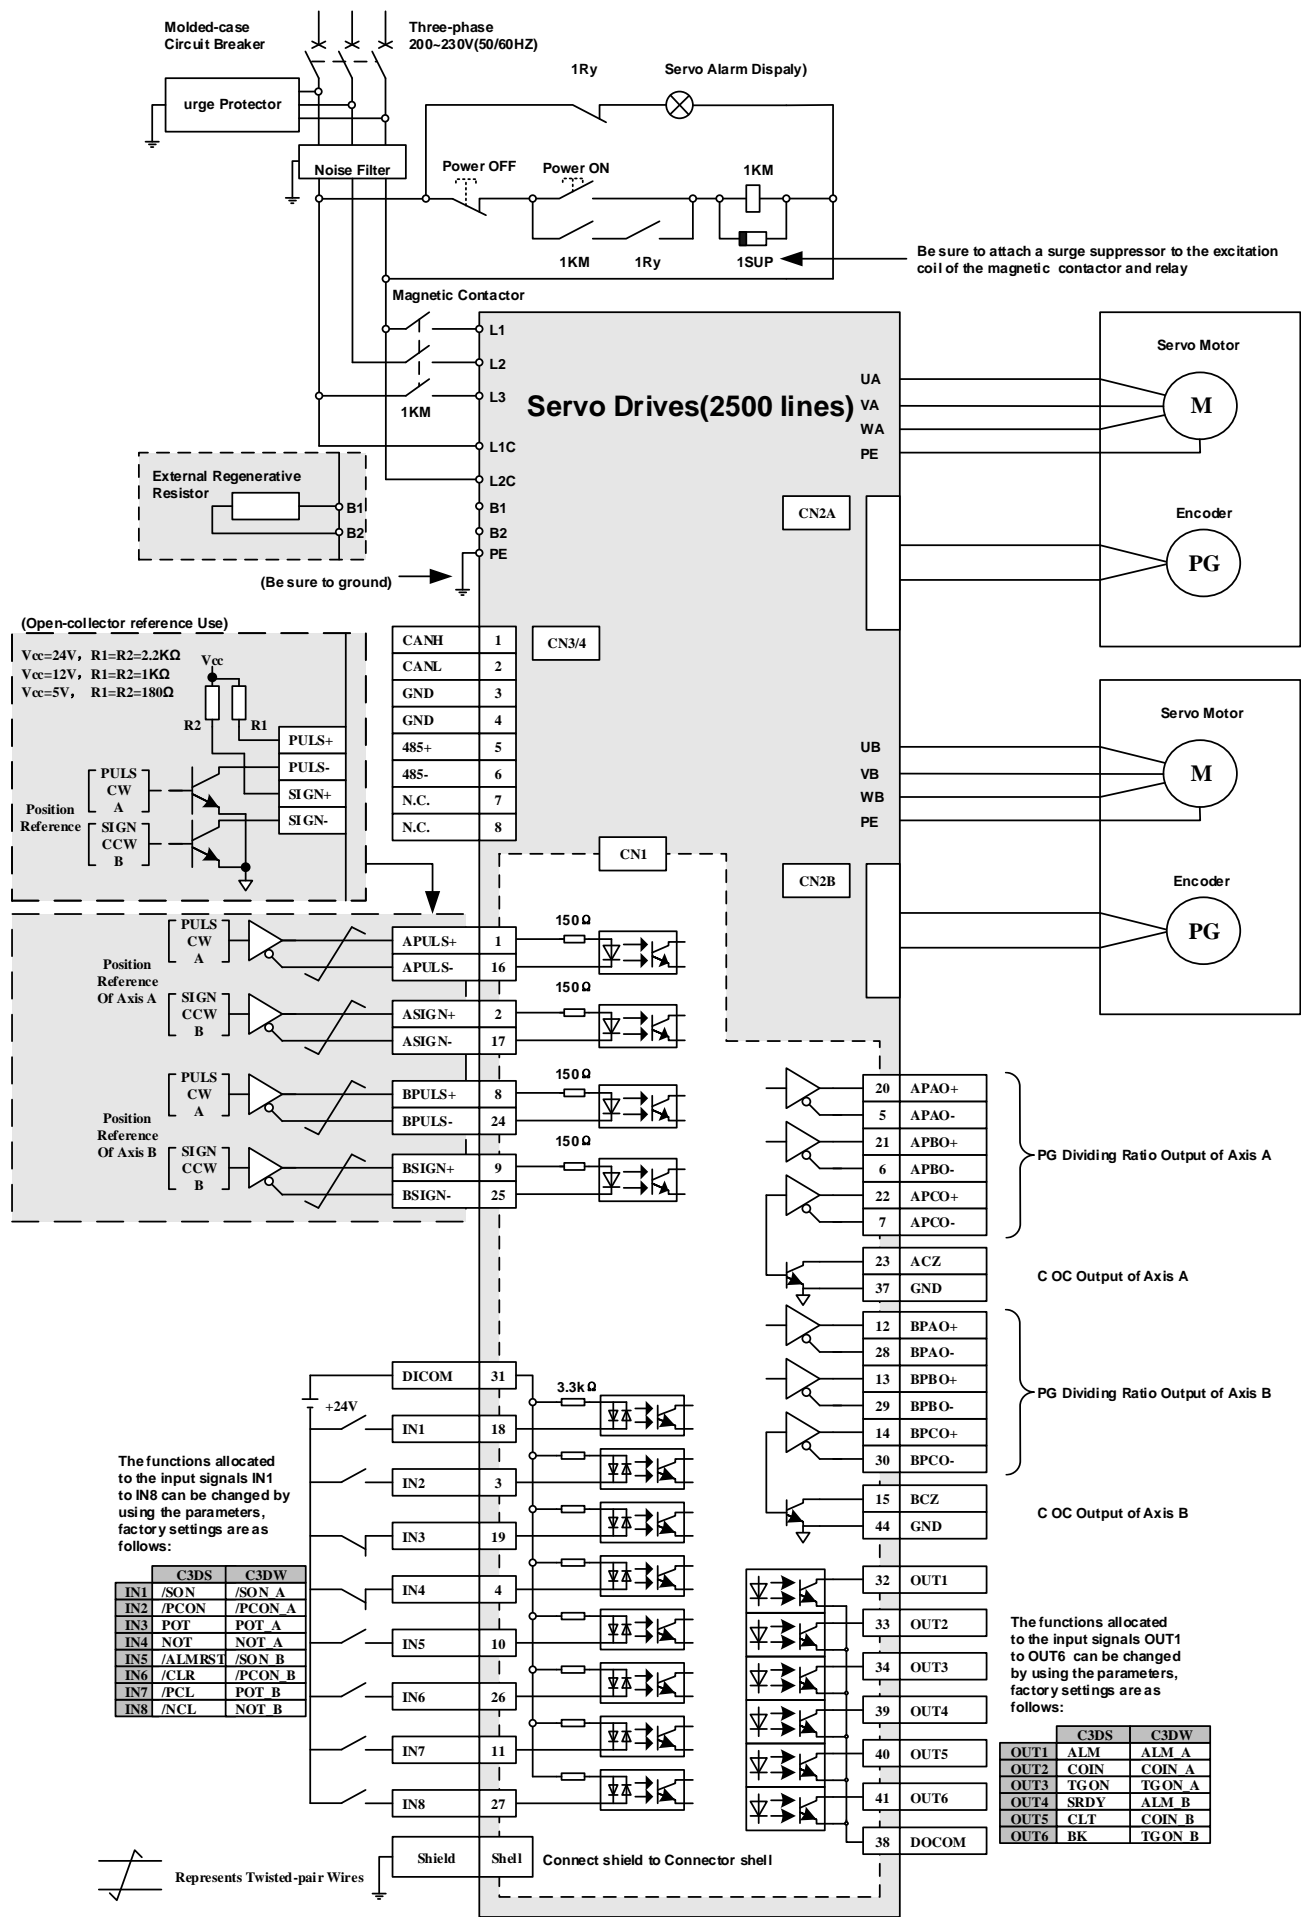 Molded-case
Circuit Breaker
Three-phase
200~230V(50/60HZ)
urge Protector
Noise Filter
1Ry
Servo Alarm Dispaly)
Power OFF
Power ON
1KM
1KM
1Ry
1SUP
Be sure to attach a surge suppressor to the excitation
coil of the magnetic contactor and relay
Magnetic Contactor
1KM
L1
L2
L3
L1C
L2C
B1
B2
PE
Servo Drives(2500 lines)
External Regenerative
Resistor
B1
B2
(Be sure to ground)
UA
VA
WA
PE
Servo Motor
M
CN2A
Encoder
PG
(Open-collector reference Use)
Vcc=24V, R1=R2=2.2KΩ
Vcc=12V, R1=R2=1KΩ
Vcc=5V, R1=R2=180Ω
Vcc
R2
R1
PULS+
PULS-
SIGN+
SIGN-
Position
Reference
PULS
CW
A
SIGN
CCW
B
CANH 1
CANL 2
GND 3
GND 4
485+ 5
485- 6
N.C. 7
N.C. 8
CN3/4
UB
VB
WB
PE
Servo Motor
M
CN1
CN2B
Encoder
PG
Position
Reference
Of Axis A
PULS
CW
A
SIGN
CCW
B
APULS+ 1
APULS- 16
ASIGN+ 2
ASIGN- 17
150Ω
150Ω
Position
Reference
Of Axis B
PULS
CW
A
SIGN
CCW
B
BPULS+ 8
BPULS- 24
BSIGN+ 9
BSIGN- 25
150Ω
150Ω
20 APAO+
5 APAO-
21 APBO+
6 APBO-
22 APCO+
7 APCO-
PG Dividing Ratio Output of Axis A
23 ACZ
37 GND
C OC Output of Axis A
12 BPAO+
28 BPAO-
13 BPBO+
29 BPBO-
14 BPCO+
30 BPCO-
PG Dividing Ratio Output of Axis B
15 BCZ
44 GND
C OC Output of Axis B
DICOM 31
+24V
3.3kΩ
IN1 18
IN2 3
IN3 19
IN4 4
IN5 10
IN6 26
IN7 11
IN8 27
The functions allocated
to the input signals IN1
to IN8 can be changed by
using the parameters,
factory settings are as
follows:
C3DS C3DW
IN1 /SON /SON_A
IN2 /PCON /PCON_A
IN3 POT POT_A
IN4 NOT NOT_A
IN5 /ALMRST /SON_B
IN6 /CLR /PCON_B
IN7 /PCL POT_B
IN8 /NCL NOT_B
32 OUT1
33 OUT2
34 OUT3
39 OUT4
40 OUT5
41 OUT6
38 DOCOM
The functions allocated
to the input signals OUT1
to OUT6 can be changed
by using the parameters,
factory settings are as
follows:
C3DS C3DW
OUT1 ALM ALM_A
OUT2 COIN COIN_A
OUT3 TGON TGON_A
OUT4 SRDY ALM_B
OUT5 CLT COIN_B
OUT6 BK TGON_B
Shield Shell
Connect shield to Connector shell
Represents Twisted-pair Wires